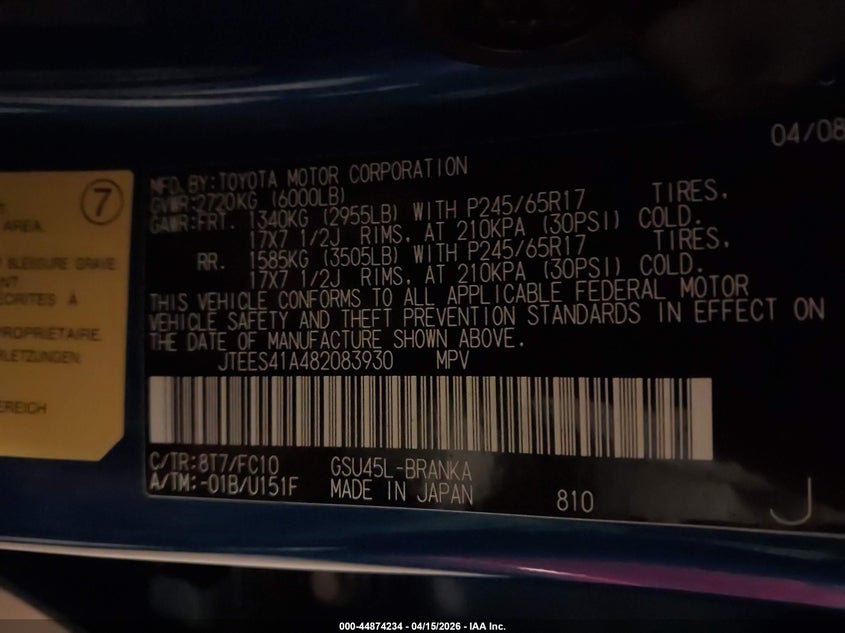 04/08
7
MFD. BY: TOYOTA MOTOR CORPORATION
GVWR: 2720KG (6000LB)
GAWR: FRT. 1340KG (2955LB) WITH P245/65R17 TIRES,
17X7 1/2J RIMS, AT 210KPA (30PSI) COLD.
RR. 1585KG (3505LB) WITH P245/65R17 TIRES,
17X7 1/2J RIMS, AT 210KPA (30PSI) COLD.
THIS VEHICLE CONFORMS TO ALL APPLICABLE FEDERAL MOTOR
VEHICLE SAFETY AND THEFT PREVENTION STANDARDS IN EFFECT ON
THE DATE OF MANUFACTURE SHOWN ABOVE.
JTEES41A482083930 MPV
C/TR: 8T7/FC10 GSU45L-BRANKA
A/TM: -01B/U151F MADE IN JAPAN 810 J
AREA.
BLESSURE GRAVE
À
PROPRIETAIRE.
000-44874234 - 04/15/2026 - IAA Inc.